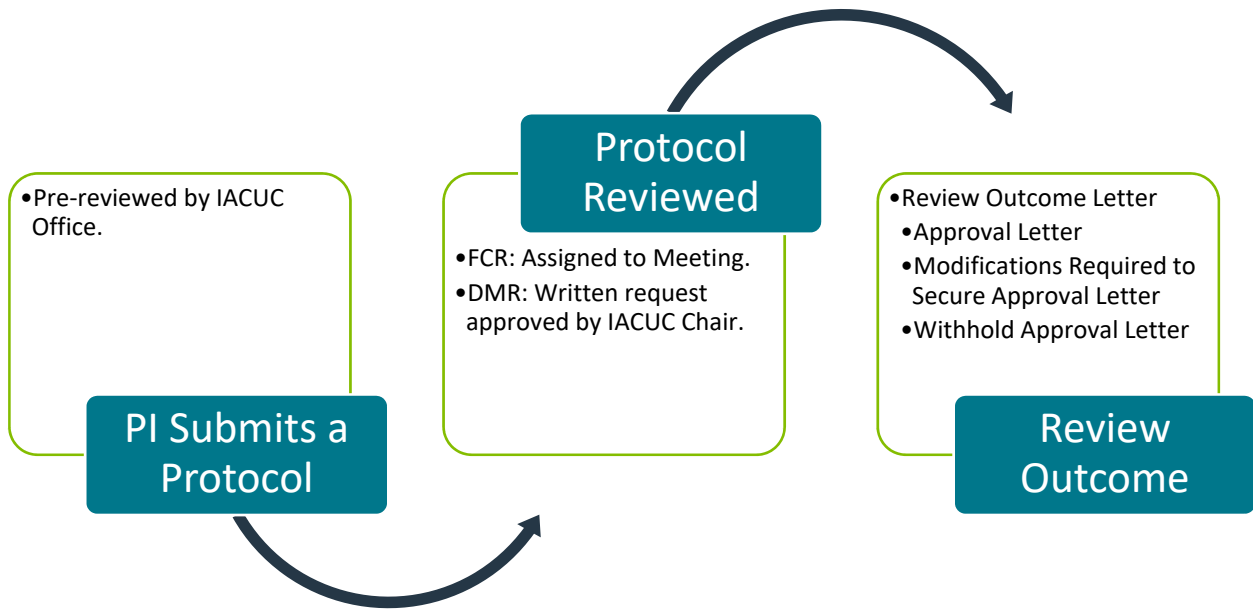 •Pre-reviewed by IACUC
Office.
PI Submits a
Protocol
Protocol
Reviewed
•FCR: Assigned to Meeting.
•DMR: Written request
approved by IACUC Chair.
•Review Outcome Letter
•Approval Letter
•Modifications Required to
Secure Approval Letter
•Withhold Approval Letter
Review
Outcome